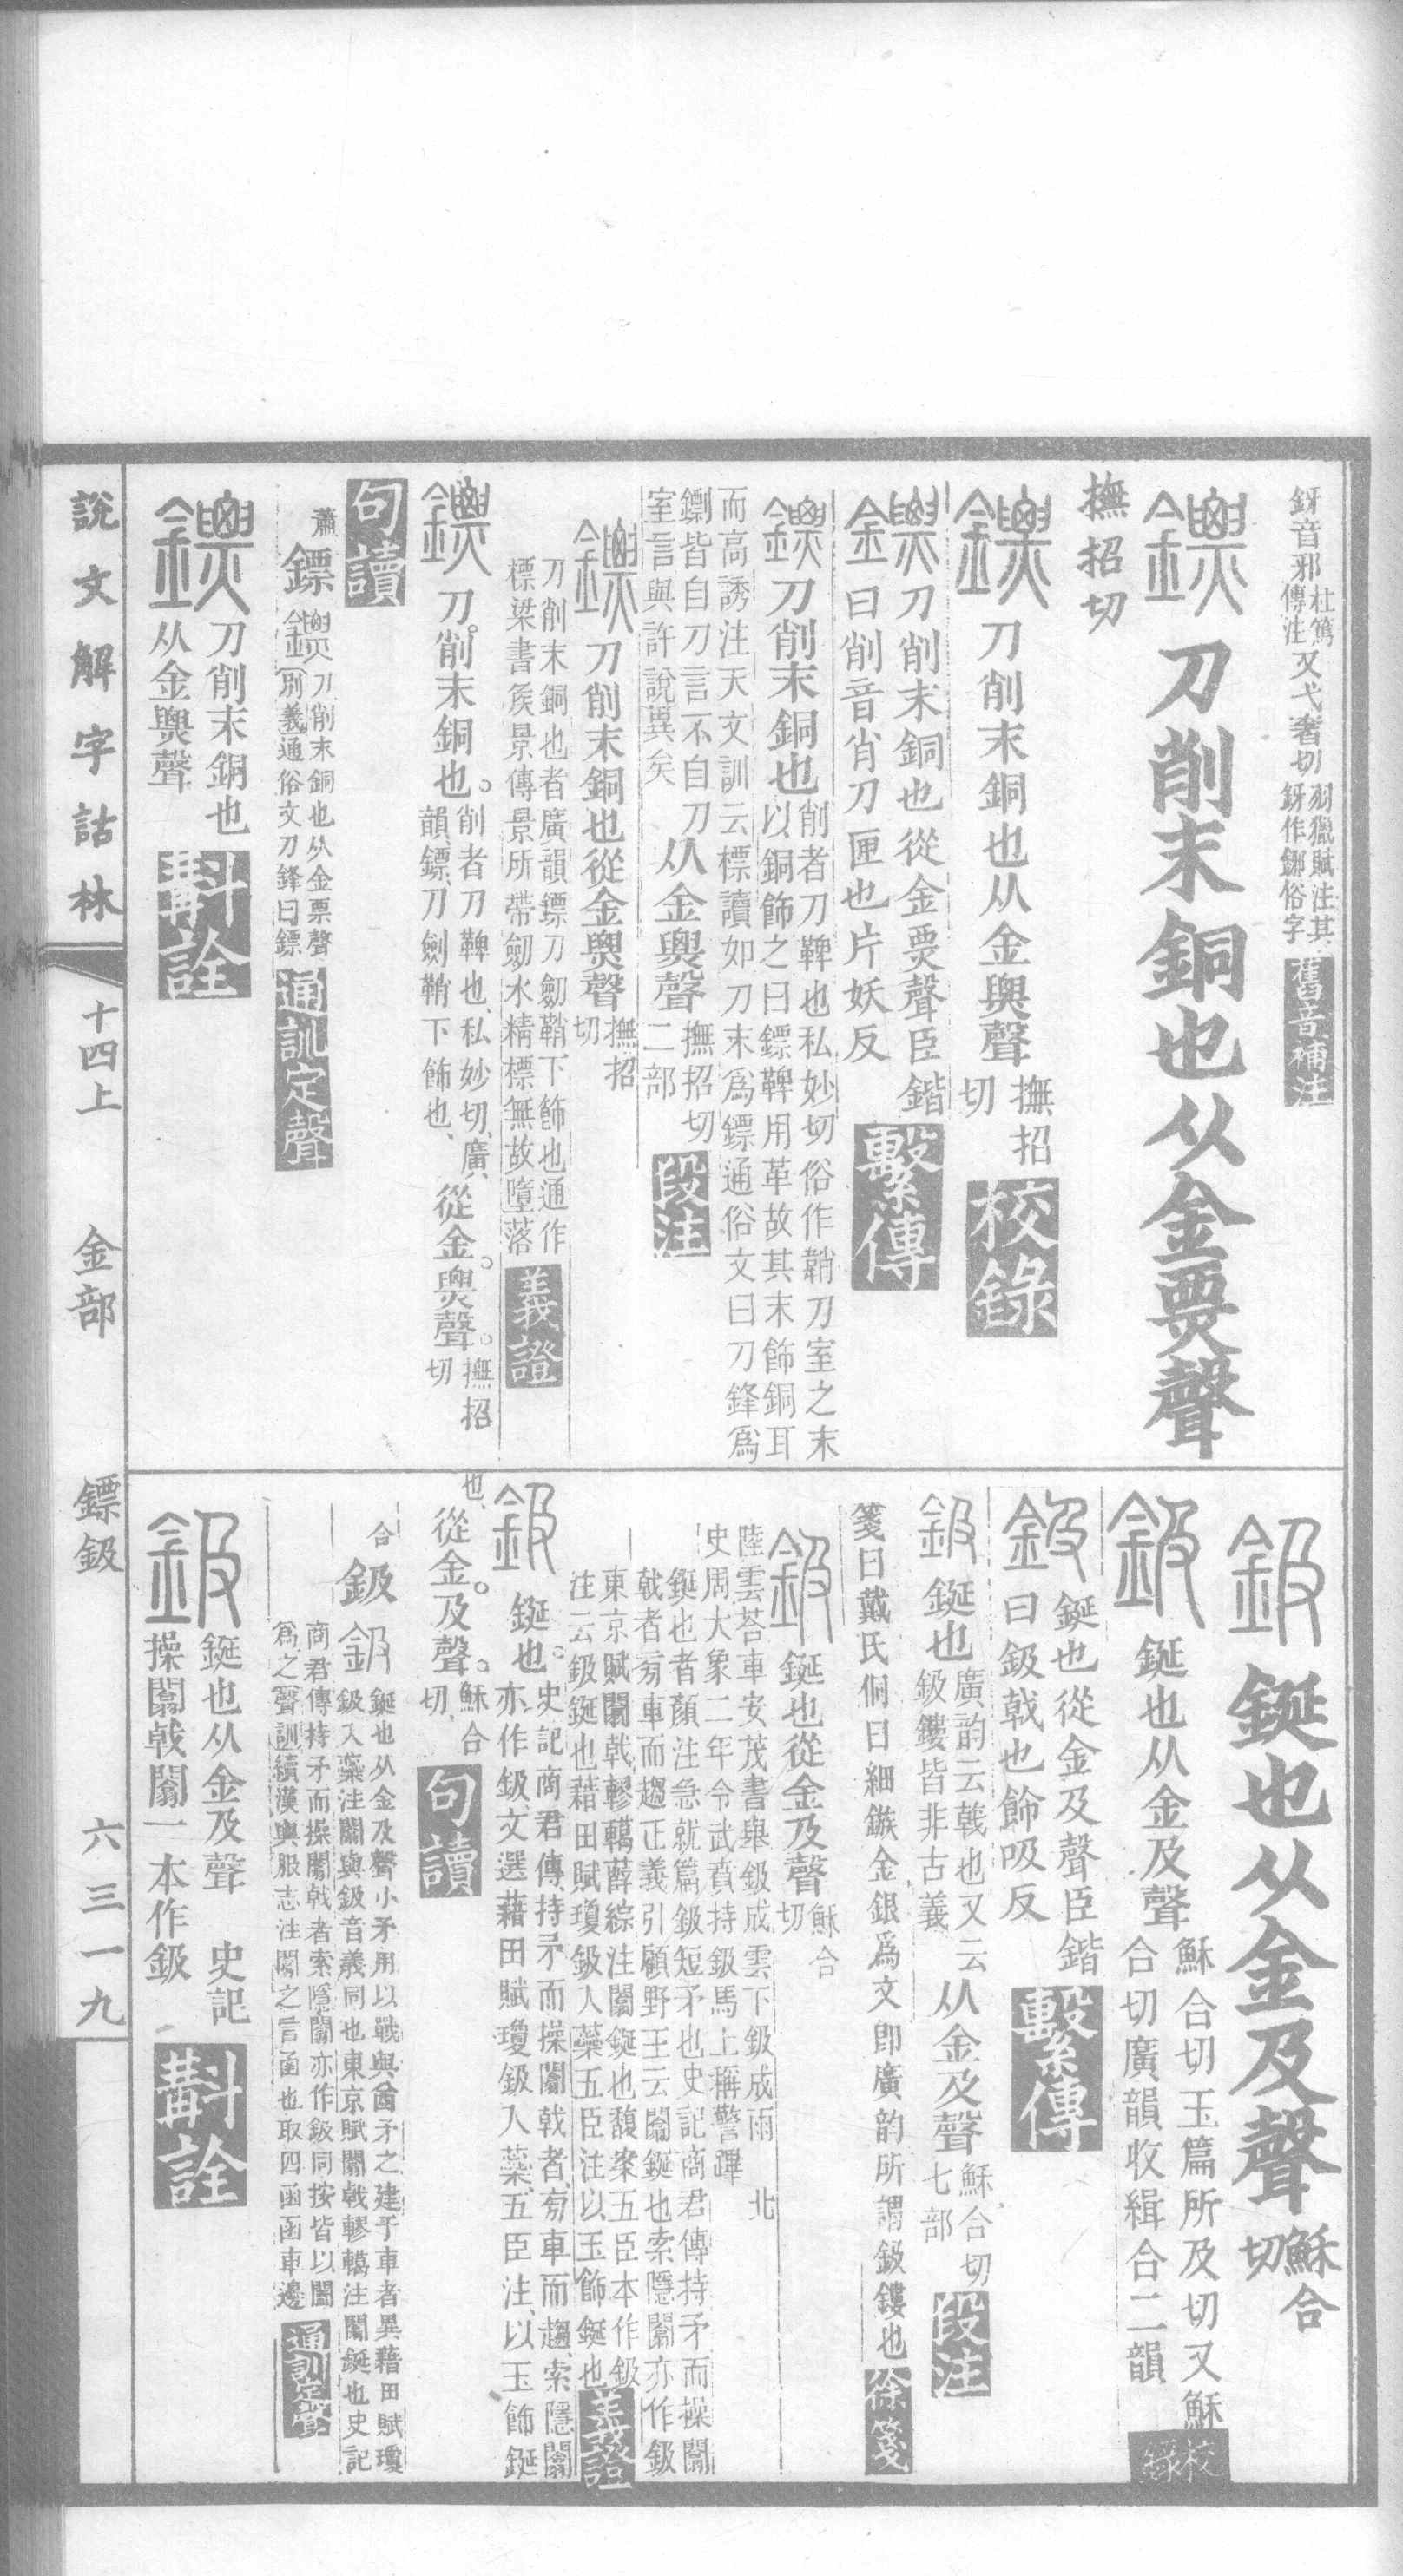 釾音邪杜篤傳注又弋奢切羽獵賦注其釾作鋣俗字舊音補注
鏢刀削末銅也从金㶾聲
撫招切
鏢刀削末銅也从金㶾聲撫招切校錄
鏢刀削末銅也從金㶾聲臣鍇
曰削音肖刀匣也片妖反繫傳
鏢刀削末銅也削者刀鞞也私妙切俗作鞘刀室之末
以銅飾之曰鏢鞞用革故其末飾銅耳
而高誘注天文訓云標讀如刀末爲鏢通俗文曰刀鋒爲
鏢皆自刀言不自刀
室言與許說異矣从金㶾聲撫招切二部段注
鏢刀削末銅也從金㶾聲撫招切
刀削末銅也者廣韻鏢刀劒鞘下飾也通作
標梁書矦景傳景所帶劒水精標無故墮落義證
鏢刀。削末銅也。削者刀鞞也、私妙切、廣
韻、鏢、刀劍鞘下飾也、從金。㶾聲。撫招切
句讀
蕭鏢鏢刀削末銅也从金票聲
別義通俗文刀鋒曰鏢通訓定聲
鏢刀削末銅也
从金㶾聲斠詮
鈒鋋也从金及聲穌合切
鈒鋋也从金及聲穌合切玉篇所及切又穌
合切廣韻收緝合二韻校錄
鈒鋋也從金及聲臣鍇
曰鈒戟也飾吸反繫傳
鈒鋋也廣韵云戟也又云
鈒鏤皆非古義从金及聲穌合切七部段注
箋曰戴氏侗曰細鏃金銀爲文卽廣韵所謂鈒鏤也徐箋
鈒鋋也從金及聲穌合切
陸雲荅車安茂書舉鈒成雲下鈒成雨 北
史周大象二年令武賁持鈒馬上稱警蹕
鋋也者顏注急就篇鈒短矛也史記商君傳持矛而操闟
戟者旁車而趨正義引顧野王云闟鋋也索隱闟亦作鈒
東京賦闟戟轇轕薛綜注闟鋋也馥案五臣本作鈒
注云鈒鋋也藉田賦瓊鈒入蘂五臣注以玉飾鋋也義證
鈒鋋也。史記商君傳、持矛而操闟戟者、旁車而趨、索隱、闟
亦作鈒、文選藉田賦、瓊鈒入蘂、五臣注、以玉飾鋋
也、從金。及聲。穌合切、句讀
合鈒鈒鋋也从金及聲小矛用以戰與酋矛之建于車者異藉田賦瓊
鈒入蘂注闟與鈒音義同也東京賦闟戟轇轕注闟鋋也史記
商君傳持矛而操闟戟者索隱闟亦作鈒同按皆以闟
爲之聲訓續漢輿服志注闟之言函也取四函函車邊通訓定聲
鈒鋋也从金及聲 史記
操闟戟闟一本作鈒斠詮
說文解字詁林 十四上 金部 鏢鈒 六三一九